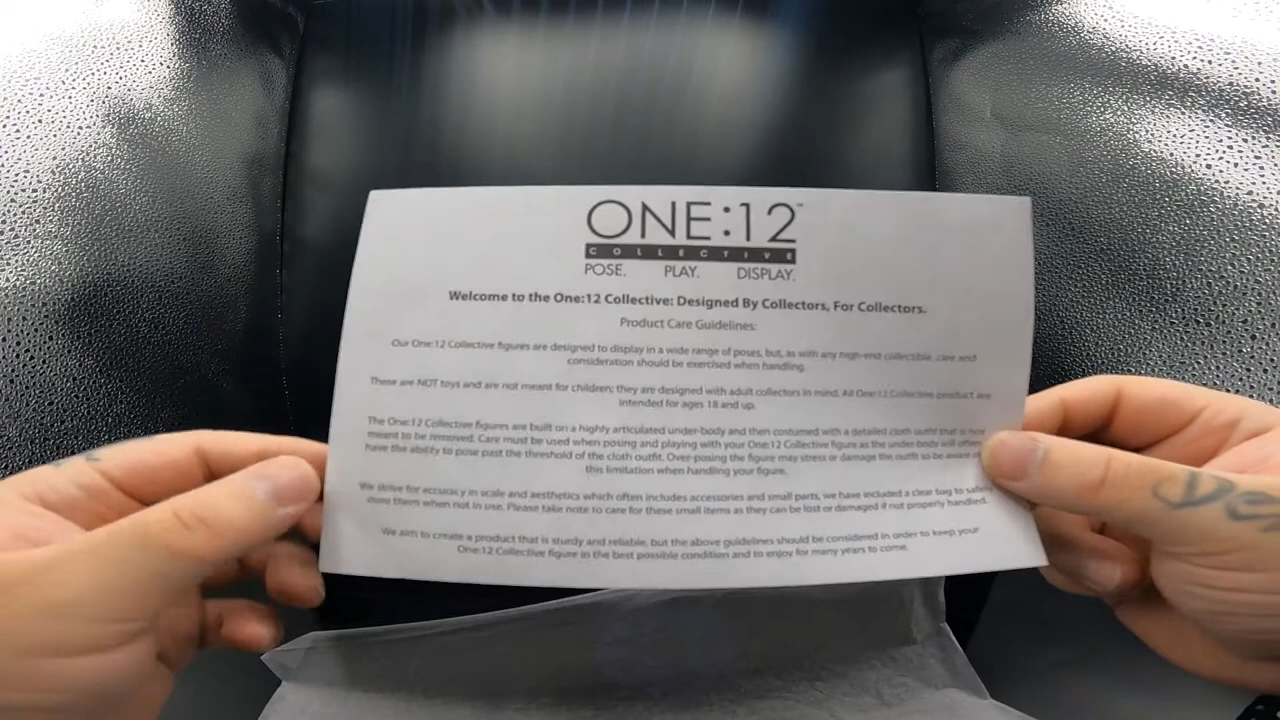 ONE:12™
COLLECTIVE
POSE. PLAY. DISPLAY.
Welcome to the One:12 Collective: Designed By Collectors, For Collectors.
Product Care Guidelines:
Our One:12 Collective figures are designed to display in a wide range of poses, but, as with any high-end collectible, care and
consideration should be exercised when handling.
These are NOT toys and are not meant for children; they are designed with adult collectors in mind. All One:12 Collective product are
intended for ages 18 and up.
The One:12 Collective figures are built on a highly articulated under-body and then costumed with a detailed cloth outfit that is not
meant to be removed. Care must be used when posing and playing with your One:12 Collective figure as the under-body will often
have the ability to pose past the threshold of the cloth outfit. Over-posing the figure may stress or damage the outfit so be aware of
this limitation when handling your figure.
We strive for accuracy in scale and aesthetics which often includes accessories and small parts, we have included a clear bag to safely
store them when not in use. Please take note to care for these small items as they can be lost or damaged if not properly handled.
We aim to create a product that is sturdy and reliable, but the above guidelines should be considered in order to keep your
One:12 Collective figure in the best possible condition and to enjoy for many years to come.